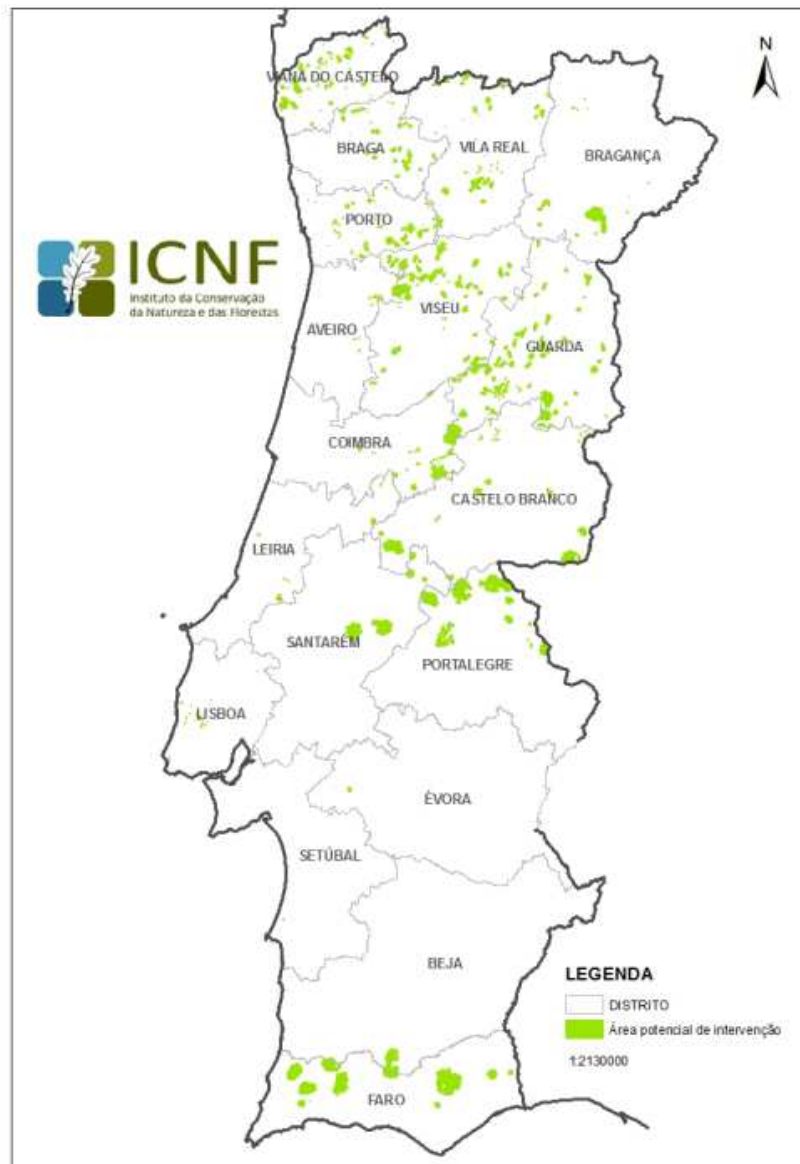 N
VIANA DO CASTELO
BRAGA
VILA REAL
BRAGANÇA
PORTO
ICNF
Instituto da Conservação
da Natureza e das Florestas
AVEIRO
VISEU
GUARDA
COIMBRA
CASTELO BRANCO
LEIRIA
SANTARÉM
PORTALEGRE
LISBOA
ÉVORA
SETÚBAL
BEJA
LEGENDA
DISTRITO
Área potencial de intervenção
1:2130000
FARO